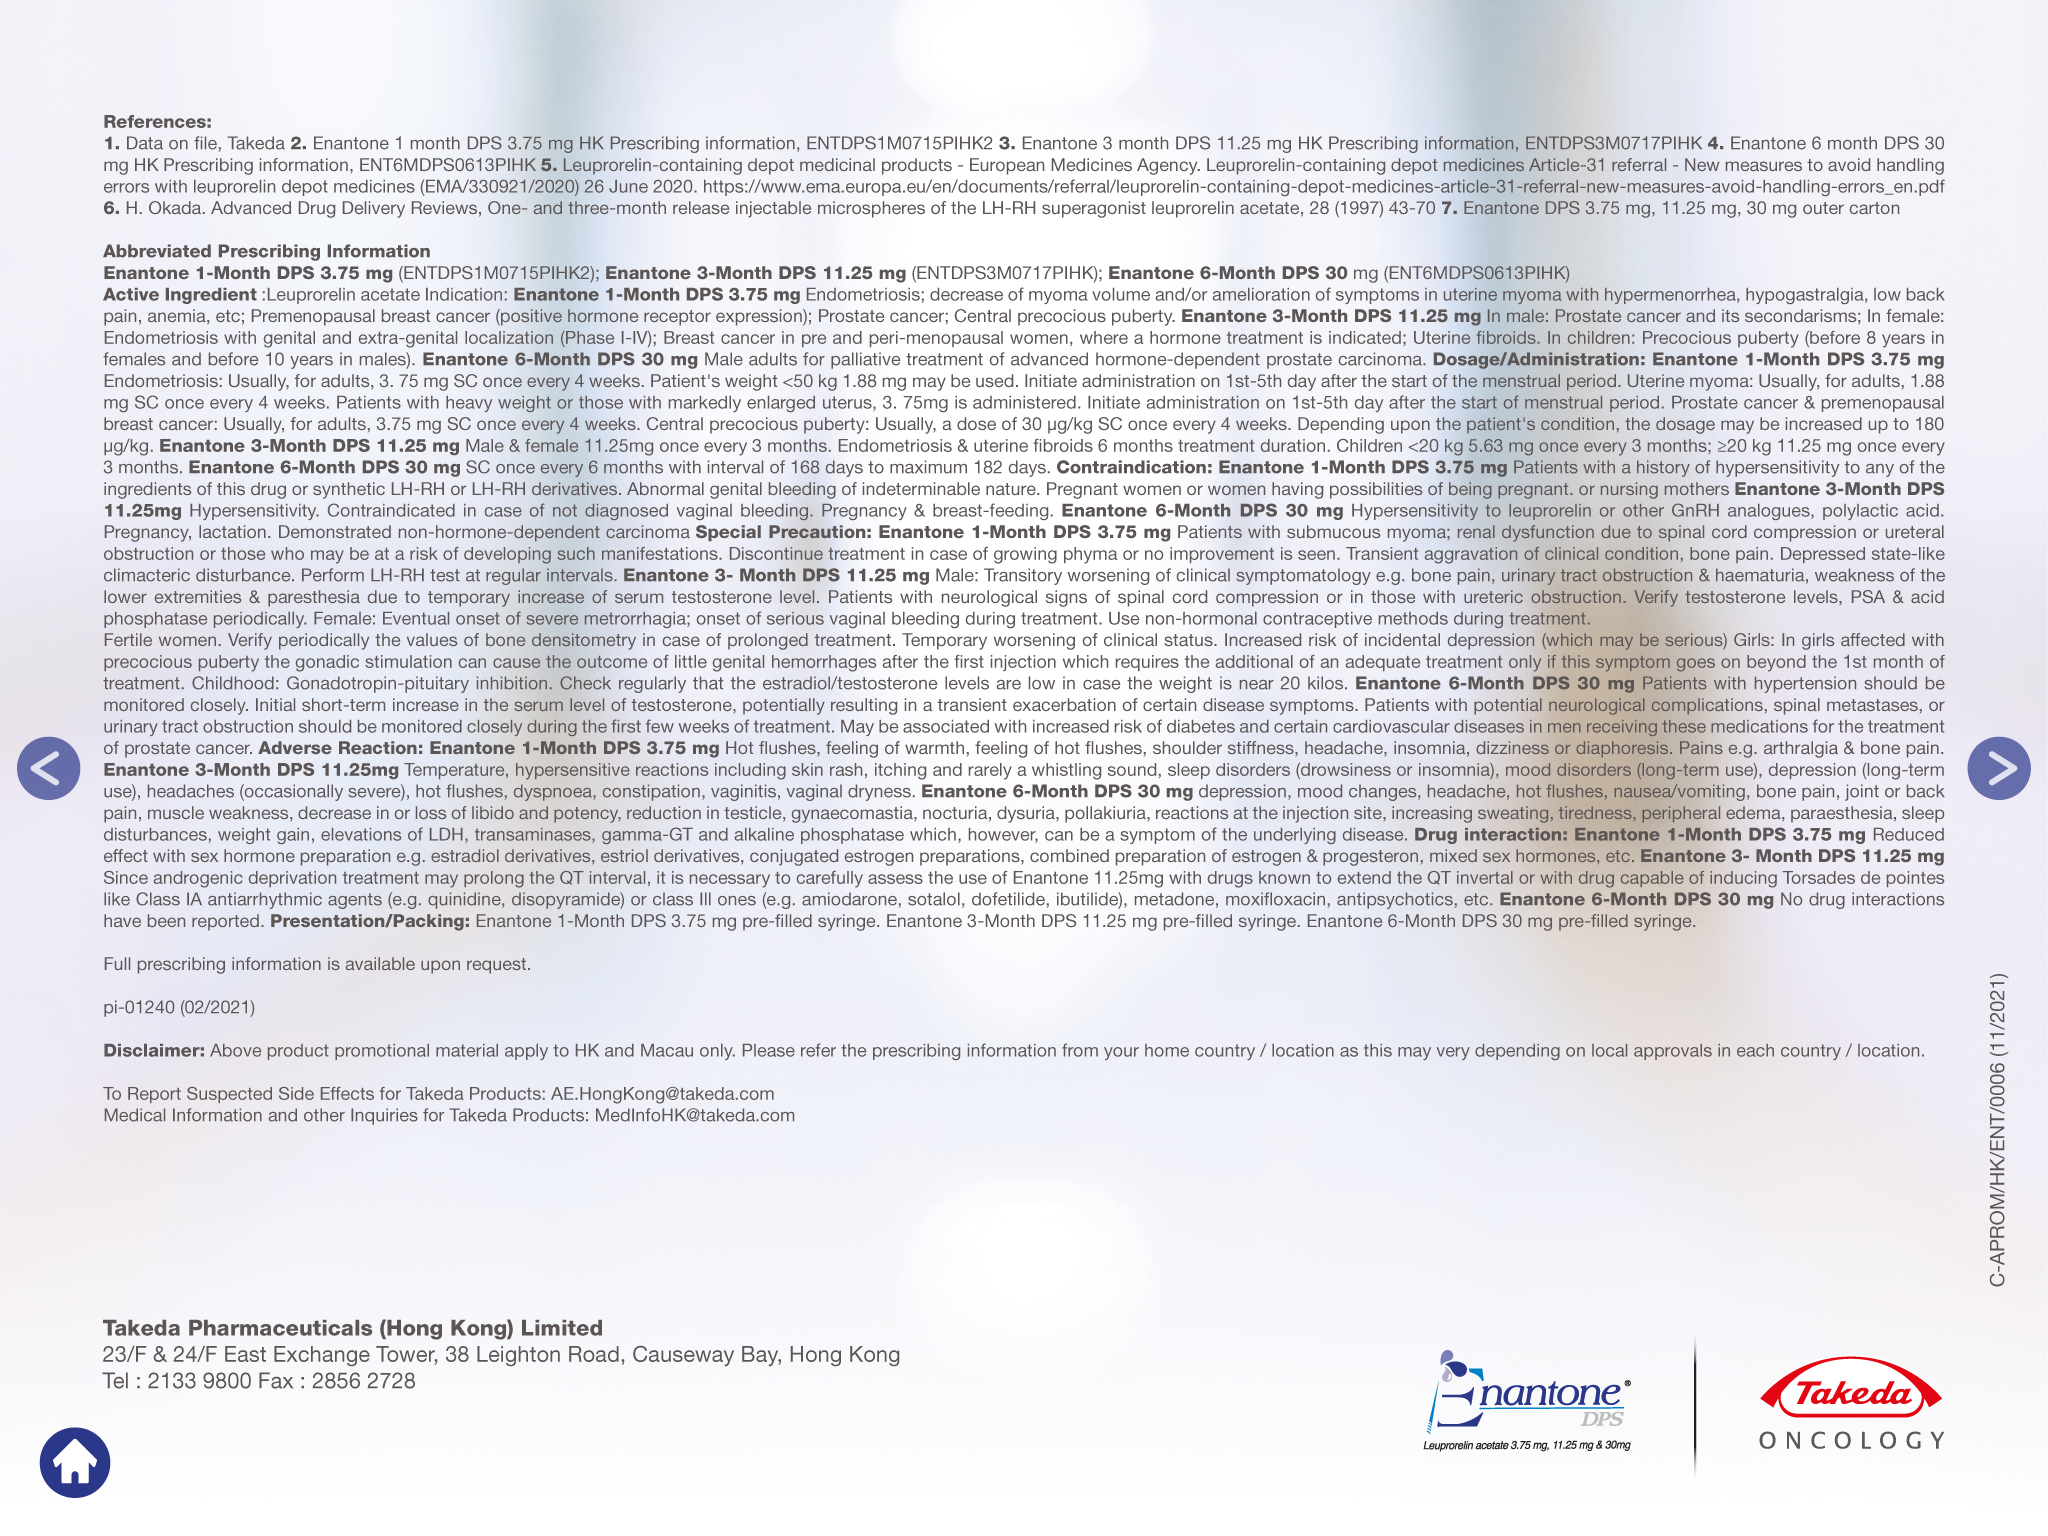 References:
1. Data on file, Takeda 2. Enantone 1 month DPS 3.75 mg HK Prescribing information, ENTDPS1M0715PIHK2 3. Enantone 3 month DPS 11.25 mg HK Prescribing information, ENTDPS3M0717PIHK 4. Enantone 6 month DPS 30
mg HK Prescribing information, ENT6MDPS0613PIHK 5. Leuprorelin-containing depot medicinal products - European Medicines Agency. Leuprorelin-containing depot medicines Article-31 referral - New measures to avoid handling
errors with leuprorelin depot medicines (EMA/330921/2020) 26 June 2020. https://www.ema.europa.eu/en/documents/referral/leuprorelin-containing-depot-medicines-article-31-referral-new-measures-avoid-handling-errors_en.pdf
6. H. Okada. Advanced Drug Delivery Reviews, One- and three-month release injectable microspheres of the LH-RH superagonist leuprorelin acetate, 28 (1997) 43-70 7. Enantone DPS 3.75 mg, 11.25 mg, 30 mg outer carton
Abbreviated Prescribing Information
Enantone 1-Month DPS 3.75 mg (ENTDPS1M0715PIHK2); Enantone 3-Month DPS 11.25 mg (ENTDPS3M0717PIHK); Enantone 6-Month DPS 30 mg (ENT6MDPS0613PIHK)
Active Ingredient :Leuprorelin acetate Indication: Enantone 1-Month DPS 3.75 mg Endometriosis; decrease of myoma volume and/or amelioration of symptoms in uterine myoma with hypermenorrhea, hypogastralgia, low back
pain, anemia, etc; Premenopausal breast cancer (positive hormone receptor expression); Prostate cancer; Central precocious puberty. Enantone 3-Month DPS 11.25 mg In male: Prostate cancer and its secondarisms; In female:
Endometriosis with genital and extra-genital localization (Phase I-IV); Breast cancer in pre and peri-menopausal women, where a hormone treatment is indicated; Uterine fibroids. In children: Precocious puberty (before 8 years in
females and before 10 years in males). Enantone 6-Month DPS 30 mg Male adults for palliative treatment of advanced hormone-dependent prostate carcinoma. Dosage/Administration: Enantone 1-Month DPS 3.75 mg
Endometriosis: Usually, for adults, 3. 75 mg SC once every 4 weeks. Patient's weight <50 kg 1.88 mg may be used. Initiate administration on 1st-5th day after the start of the menstrual period. Uterine myoma: Usually, for adults, 1.88
mg SC once every 4 weeks. Patients with heavy weight or those with markedly enlarged uterus, 3. 75mg is administered. Initiate administration on 1st-5th day after the start of menstrual period. Prostate cancer & premenopausal
breast cancer: Usually, for adults, 3.75 mg SC once every 4 weeks. Central precocious puberty: Usually, a dose of 30 µg/kg SC once every 4 weeks. Depending upon the patient's condition, the dosage may be increased up to 180
µg/kg. Enantone 3-Month DPS 11.25 mg Male & female 11.25mg once every 3 months. Endometriosis & uterine fibroids 6 months treatment duration. Children <20 kg 5.63 mg once every 3 months; ≥20 kg 11.25 mg once every
3 months. Enantone 6-Month DPS 30 mg SC once every 6 months with interval of 168 days to maximum 182 days. Contraindication: Enantone 1-Month DPS 3.75 mg Patients with a history of hypersensitivity to any of the
ingredients of this drug or synthetic LH-RH or LH-RH derivatives. Abnormal genital bleeding of indeterminable nature. Pregnant women or women having possibilities of being pregnant. or nursing mothers Enantone 3-Month DPS
11.25mg Hypersensitivity. Contraindicated in case of not diagnosed vaginal bleeding. Pregnancy & breast-feeding. Enantone 6-Month DPS 30 mg Hypersensitivity to leuprorelin or other GnRH analogues, polylactic acid.
Pregnancy, lactation. Demonstrated non-hormone-dependent carcinoma Special Precaution: Enantone 1-Month DPS 3.75 mg Patients with submucous myoma; renal dysfunction due to spinal cord compression or ureteral
obstruction or those who may be at a risk of developing such manifestations. Discontinue treatment in case of growing phyma or no improvement is seen. Transient aggravation of clinical condition, bone pain. Depressed state-like
climacteric disturbance. Perform LH-RH test at regular intervals. Enantone 3- Month DPS 11.25 mg Male: Transitory worsening of clinical symptomatology e.g. bone pain, urinary tract obstruction & haematuria, weakness of the
lower extremities & paresthesia due to temporary increase of serum testosterone level. Patients with neurological signs of spinal cord compression or in those with ureteric obstruction. Verify testosterone levels, PSA & acid
phosphatase periodically. Female: Eventual onset of severe metrorrhagia; onset of serious vaginal bleeding during treatment. Use non-hormonal contraceptive methods during treatment.
Fertile women. Verify periodically the values of bone densitometry in case of prolonged treatment. Temporary worsening of clinical status. Increased risk of incidental depression (which may be serious) Girls: In girls affected with
precocious puberty the gonadic stimulation can cause the outcome of little genital hemorrhages after the first injection which requires the additional of an adequate treatment only if this symptom goes on beyond the 1st month of
treatment. Childhood: Gonadotropin-pituitary inhibition. Check regularly that the estradiol/testosterone levels are low in case the weight is near 20 kilos. Enantone 6-Month DPS 30 mg Patients with hypertension should be
monitored closely. Initial short-term increase in the serum level of testosterone, potentially resulting in a transient exacerbation of certain disease symptoms. Patients with potential neurological complications, spinal metastases, or
urinary tract obstruction should be monitored closely during the first few weeks of treatment. May be associated with increased risk of diabetes and certain cardiovascular diseases in men receiving these medications for the treatment
of prostate cancer. Adverse Reaction: Enantone 1-Month DPS 3.75 mg Hot flushes, feeling of warmth, feeling of hot flushes, shoulder stiffness, headache, insomnia, dizziness or diaphoresis. Pains e.g. arthralgia & bone pain.
Enantone 3-Month DPS 11.25mg Temperature, hypersensitive reactions including skin rash, itching and rarely a whistling sound, sleep disorders (drowsiness or insomnia), mood disorders (long-term use), depression (long-term
use), headaches (occasionally severe), hot flushes, dyspnoea, constipation, vaginitis, vaginal dryness. Enantone 6-Month DPS 30 mg depression, mood changes, headache, hot flushes, nausea/vomiting, bone pain, joint or back
pain, muscle weakness, decrease in or loss of libido and potency, reduction in testicle, gynaecomastia, nocturia, dysuria, pollakiuria, reactions at the injection site, increasing sweating, tiredness, peripheral edema, paraesthesia, sleep
disturbances, weight gain, elevations of LDH, transaminases, gamma-GT and alkaline phosphatase which, however, can be a symptom of the underlying disease. Drug interaction: Enantone 1-Month DPS 3.75 mg Reduced
effect with sex hormone preparation e.g. estradiol derivatives, estriol derivatives, conjugated estrogen preparations, combined preparation of estrogen & progesteron, mixed sex hormones, etc. Enantone 3- Month DPS 11.25 mg
Since androgenic deprivation treatment may prolong the QT interval, it is necessary to carefully assess the use of Enantone 11.25mg with drugs known to extend the QT invertal or with drug capable of inducing Torsades de pointes
like Class IA antiarrhythmic agents (e.g. quinidine, disopyramide) or class III ones (e.g. amiodarone, sotalol, dofetilide, ibutilide), metadone, moxifloxacin, antipsychotics, etc. Enantone 6-Month DPS 30 mg No drug interactions
have been reported. Presentation/Packing: Enantone 1-Month DPS 3.75 mg pre-filled syringe. Enantone 3-Month DPS 11.25 mg pre-filled syringe. Enantone 6-Month DPS 30 mg pre-filled syringe.
Full prescribing information is available upon request.
pi-01240 (02/2021)
Disclaimer: Above product promotional material apply to HK and Macau only. Please refer the prescribing information from your home country / location as this may very depending on local approvals in each country / location.
To Report Suspected Side Effects for Takeda Products: AE.HongKong@takeda.com
Medical Information and other Inquiries for Takeda Products: MedInfoHK@takeda.com
C-APROM/HK/ENT/0006 (11/2021)
Takeda Pharmaceuticals (Hong Kong) Limited
23/F & 24/F East Exchange Tower, 38 Leighton Road, Causeway Bay, Hong Kong
Tel : 2133 9800 Fax : 2856 2728
Enantone®
DPS
Leuprorelin acetate 3.75 mg, 11.25 mg & 30mg
Takeda
ONCOLOGY